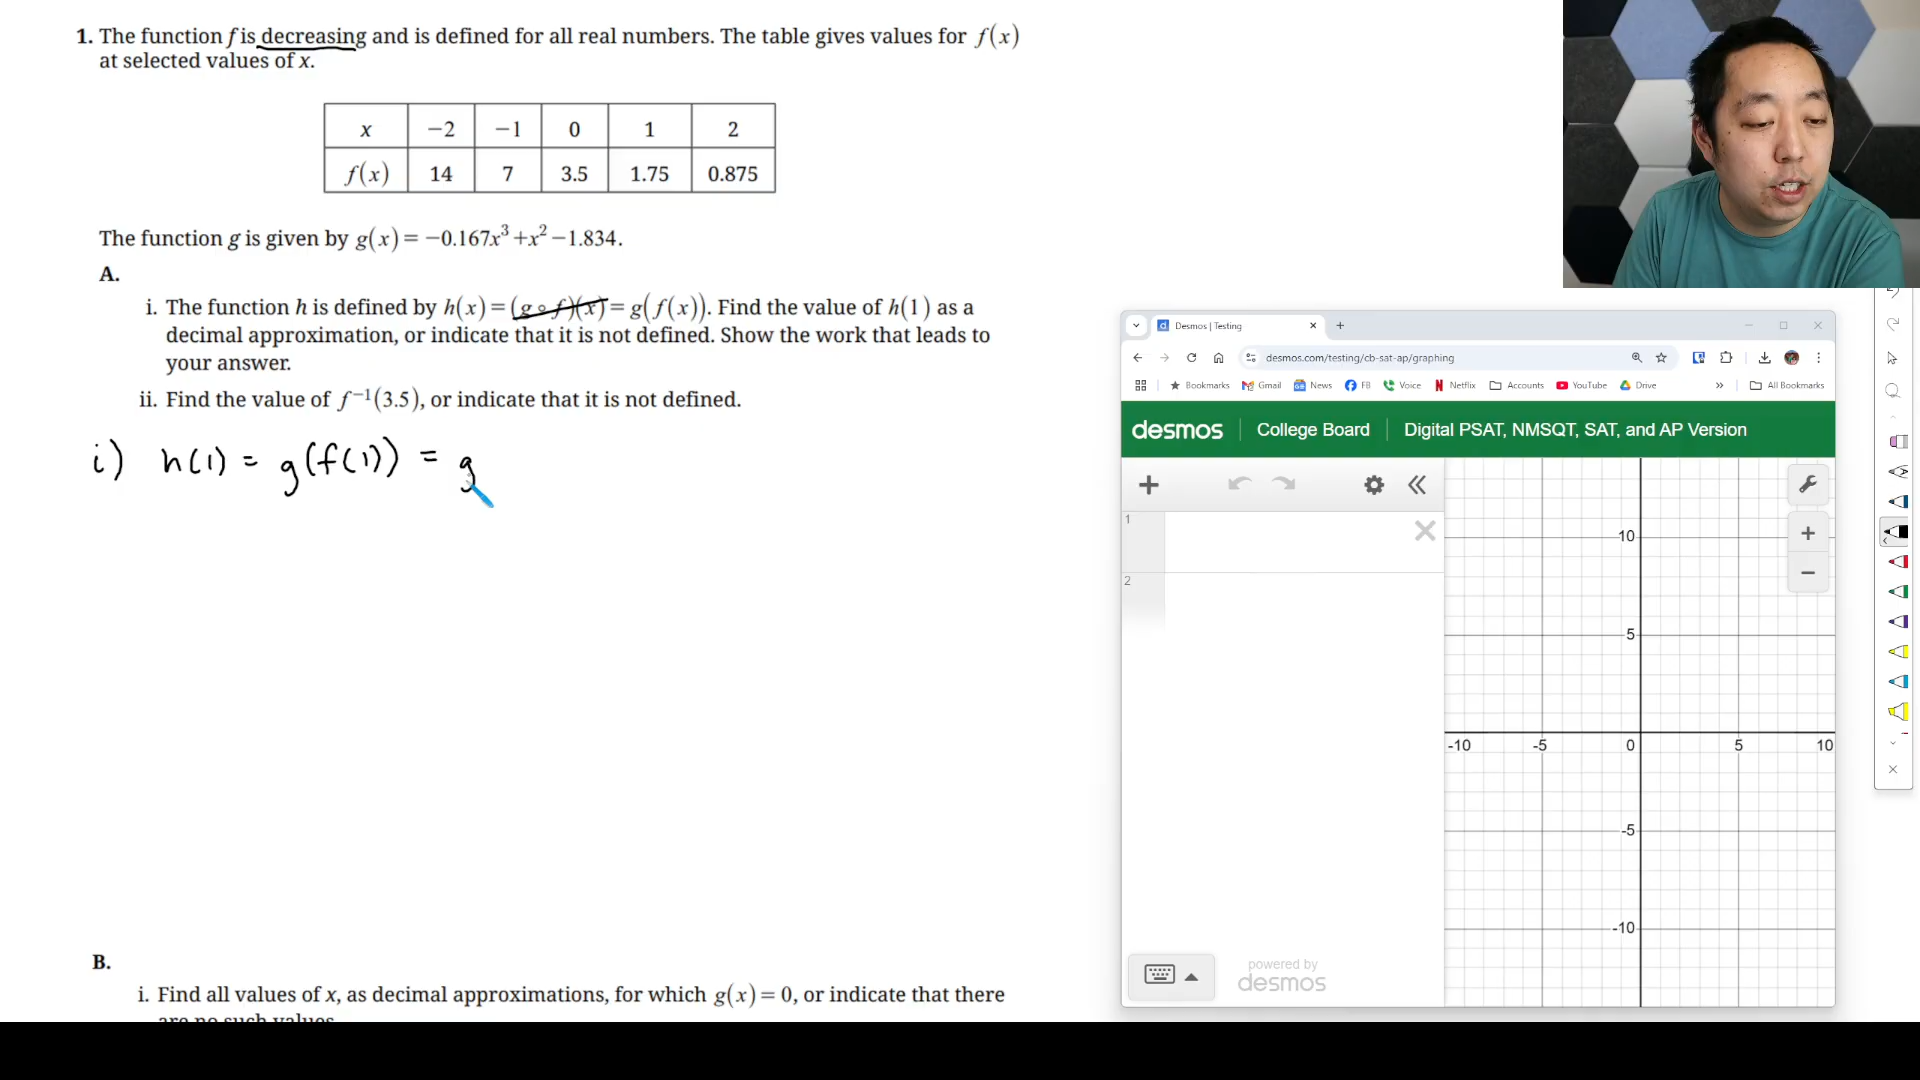 1. The function f is decreasing and is defined for all real numbers. The table gives values for f(x)
at selected values of x.
x −2 −1 0 1 2
f(x) 14 7 3.5 1.75 0.875
The function g is given by g(x) = −0.167x³ + x² − 1.834.
A.
i. The function h is defined by h(x) = (g ∘ f)(x) = g(f(x)). Find the value of h(1) as a
decimal approximation, or indicate that it is not defined. Show the work that leads to
your answer.
ii. Find the value of f⁻¹(3.5), or indicate that it is not defined.
i) h(1) = g(f(1)) = g
B.
i. Find all values of x, as decimal approximations, for which g(x) = 0, or indicate that there
are no such values.
Desmos | Testing
desmos.com/testing/cb-sat-ap/graphing
Bookmarks Gmail News FB Voice Netflix Accounts YouTube Drive » All Bookmarks
desmos College Board Digital PSAT, NMSQT, SAT, and AP Version
1
2
10
5
-10 -5 0 5 10
-5
-10
powered by
desmos